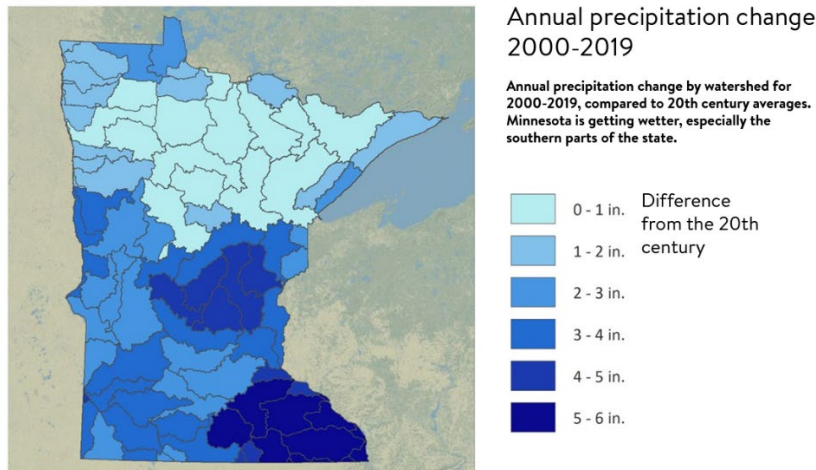 Annual precipitation change
2000-2019
Annual precipitation change by watershed for
2000-2019, compared to 20th century averages.
Minnesota is getting wetter, especially the
southern parts of the state.
Difference
from the 20th
century
0 - 1 in.
1 - 2 in.
2 - 3 in.
3 - 4 in.
4 - 5 in.
5 - 6 in.